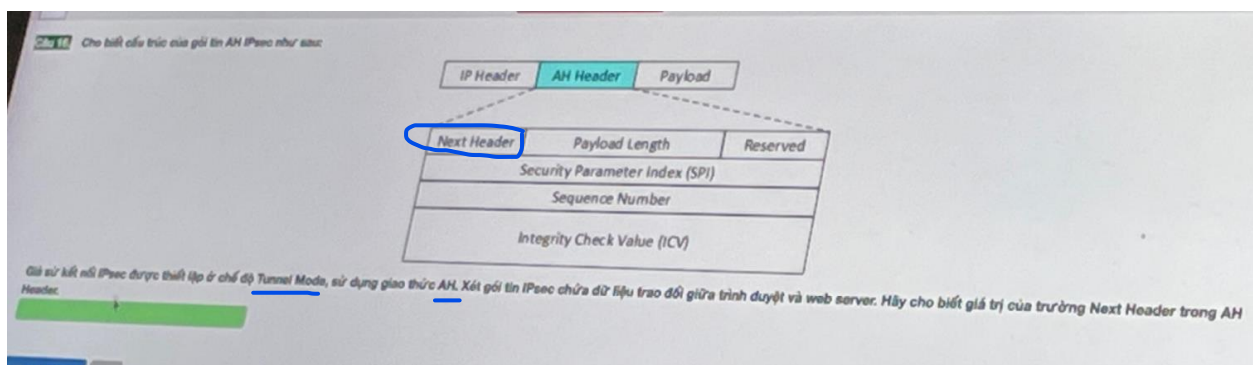 Câu 16. Cho biết cấu trúc của gói tin AH IPsec như sau:
IP Header AH Header Payload
Next Header Payload Length Reserved
Security Parameter Index (SPI)
Sequence Number
Integrity Check Value (ICV)
Giả sử kết nối IPsec được thiết lập ở chế độ Tunnel Mode, sử dụng giao thức AH. Xét gói tin IPsec chứa dữ liệu trao đổi giữa trình duyệt và web server. Hãy cho biết giá trị của trường Next Header trong AH
Header.